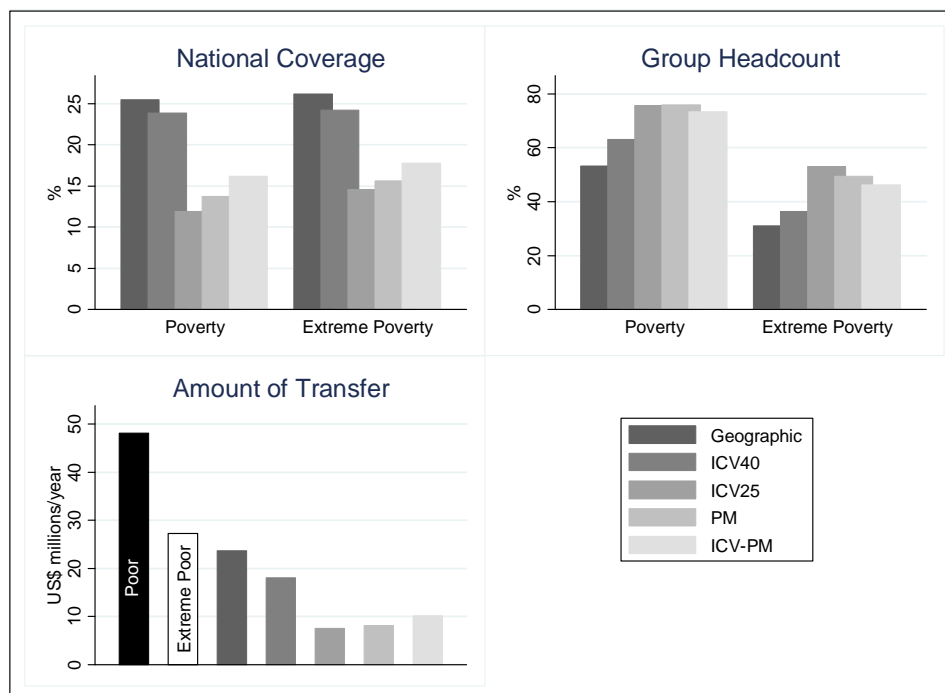 National Coverage
%
25
20
15
10
5
0
Poverty
Extreme Poverty
Group Headcount
%
80
60
40
20
0
Poverty
Extreme Poverty
Amount of Transfer
US$ millions/year
50
40
30
20
10
0
Poor
Extreme Poor
Geographic
ICV40
ICV25
PM
ICV-PM